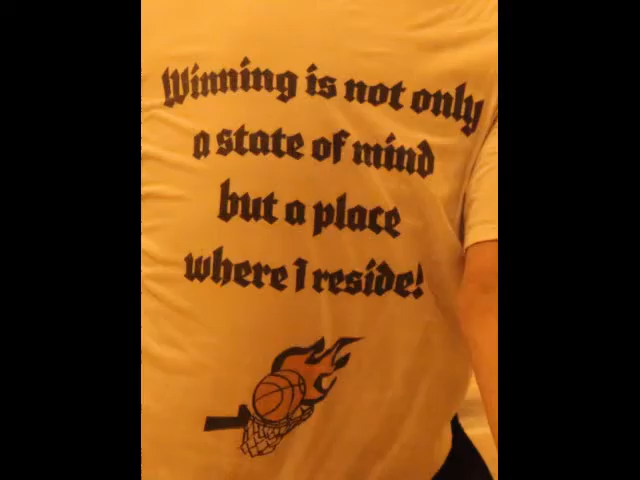 Winning is not only
a state of mind
but a place
where I reside!